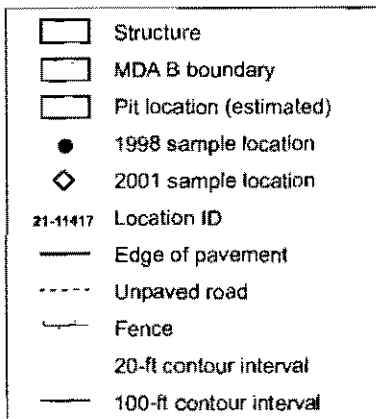 Structure
MDA B boundary
Pit location (estimated)
1998 sample location
2001 sample location
21-11417 Location ID
Edge of pavement
Unpaved road
Fence
20-ft contour interval
100-ft contour interval